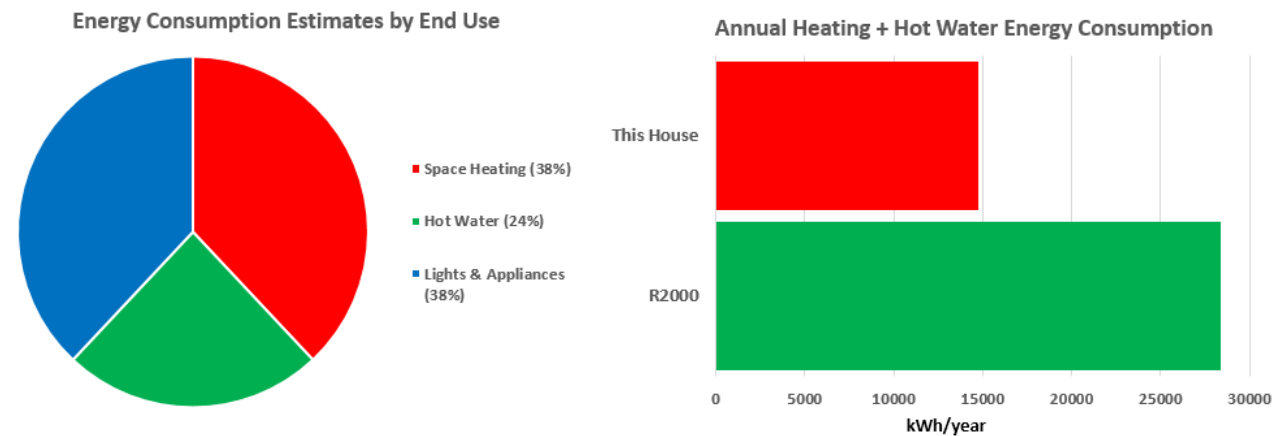 Energy Consumption Estimates by End Use
Space Heating (38%)
Hot Water (24%)
Lights & Appliances
(38%)
Annual Heating + Hot Water Energy Consumption
This House
R2000
0 5000 10000 15000 20000 25000 30000
kWh/year